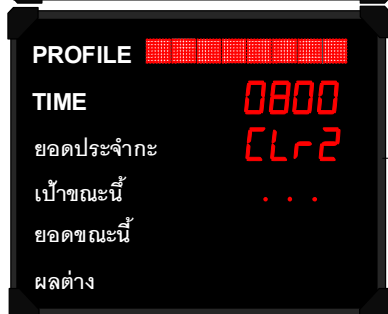 PROFILE
TIME 0800
ยอดประจำกะ CLr2
เป้าขณะนี้ . . .
ยอดขณะนี้
ผลต่าง